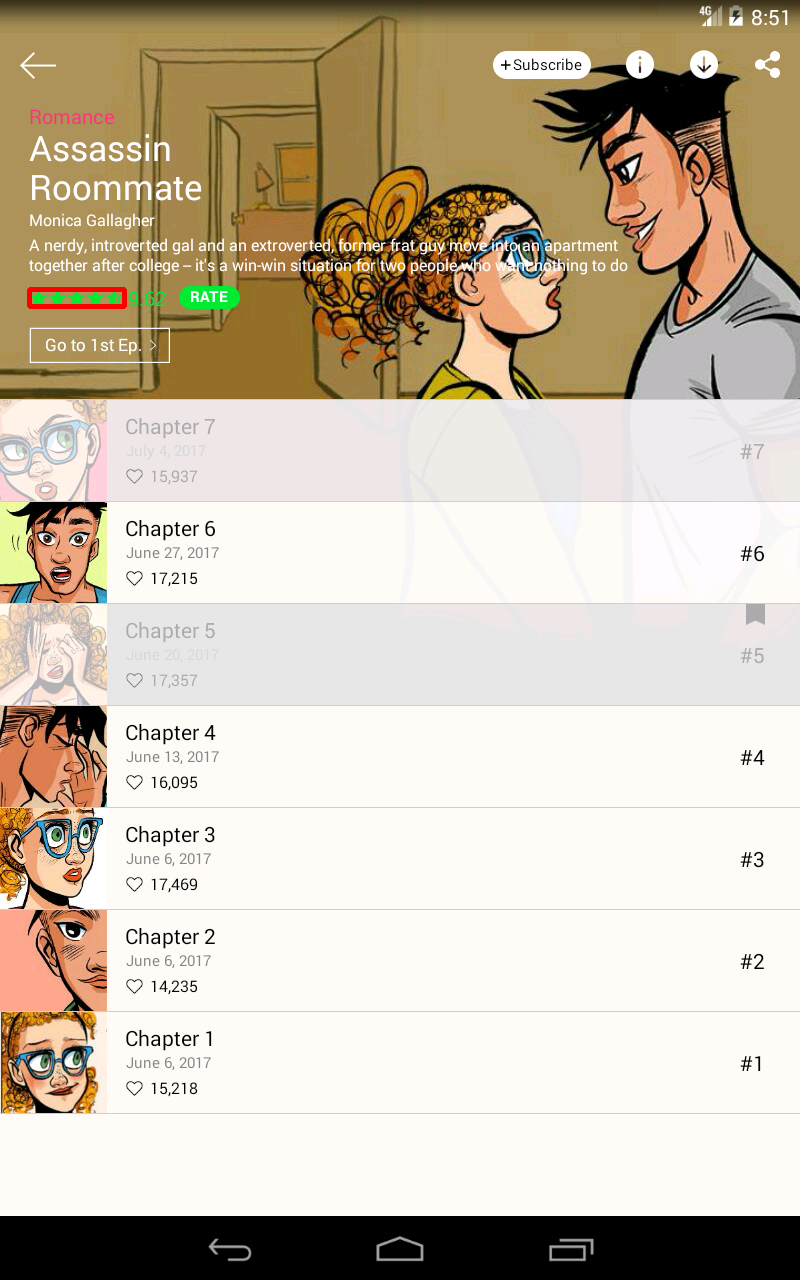 4G 8:51
+Subscribe
Romance
Assassin
Roommate
Monica Gallagher
A nerdy, introverted gal and an extroverted, former frat guy move into an apartment
together after college – it's a win-win situation for two people who want nothing to do
9.62 RATE
Go to 1st Ep.
Chapter 7
July 4, 2017
15,937
#7
Chapter 6
June 27, 2017
17,215
#6
Chapter 5
June 20, 2017
17,357
#5
Chapter 4
June 13, 2017
16,095
#4
Chapter 3
June 6, 2017
17,469
#3
Chapter 2
June 6, 2017
14,235
#2
Chapter 1
June 6, 2017
15,218
#1